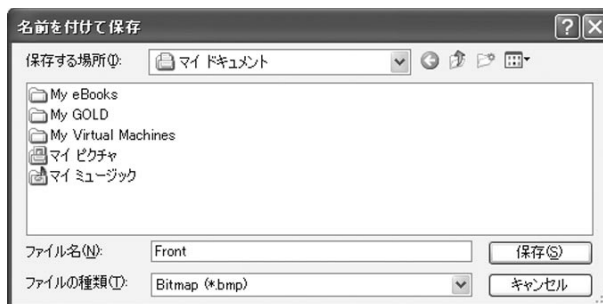 名前を付けて保存
保存する場所(I): マイ ドキュメント
My eBooks
My GOLD
My Virtual Machines
マイ ピクチャ
マイ ミュージック
ファイル名(N): Front 保存(S)
ファイルの種類(T): Bitmap (*.bmp) キャンセル